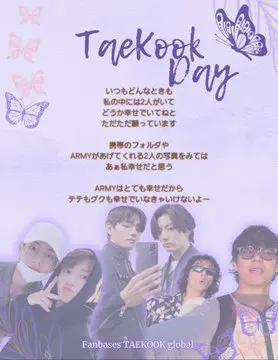 TaeKook
Day
いつもどんなときも
私の中には2人がいて
どうか幸せでいてねと
ただただ願っています
携帯のフォルダや
ARMYがあげてくれる2人の写真をみては
あぁ私幸せだと思う
ARMYはとても幸せだから
テテもグクも幸せでいなきゃいけないよー
Fanbases TAEKOOK global